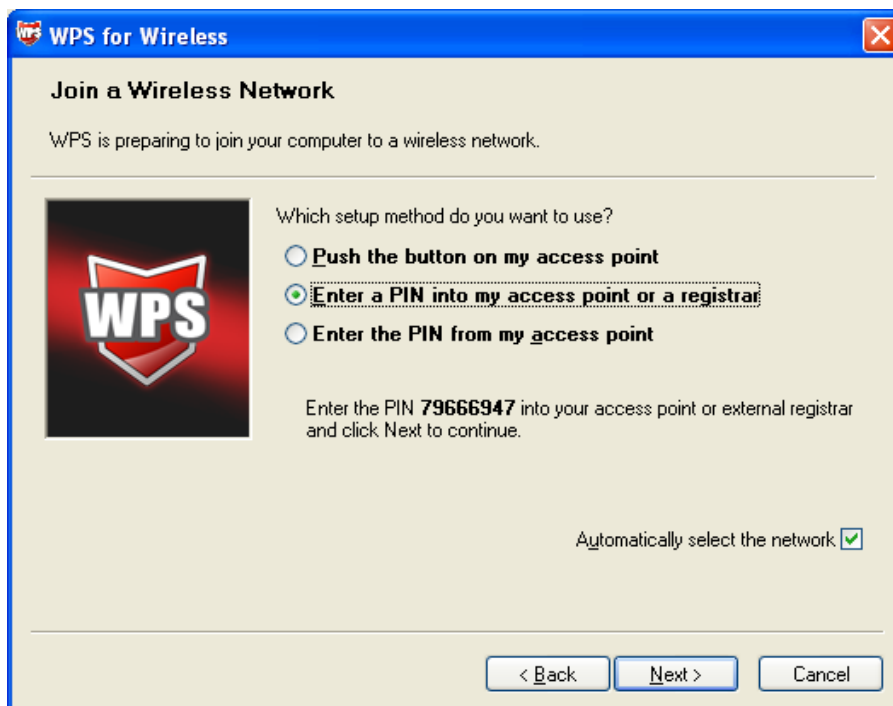 WPS for Wireless
Join a Wireless Network
WPS is preparing to join your computer to a wireless network.
Which setup method do you want to use?
Push the button on my access point
Enter a PIN into my access point or a registrar
Enter the PIN from my access point
WPS
Enter the PIN 79666947 into your access point or external registrar
and click Next to continue.
Automatically select the network
< Back
Next >
Cancel